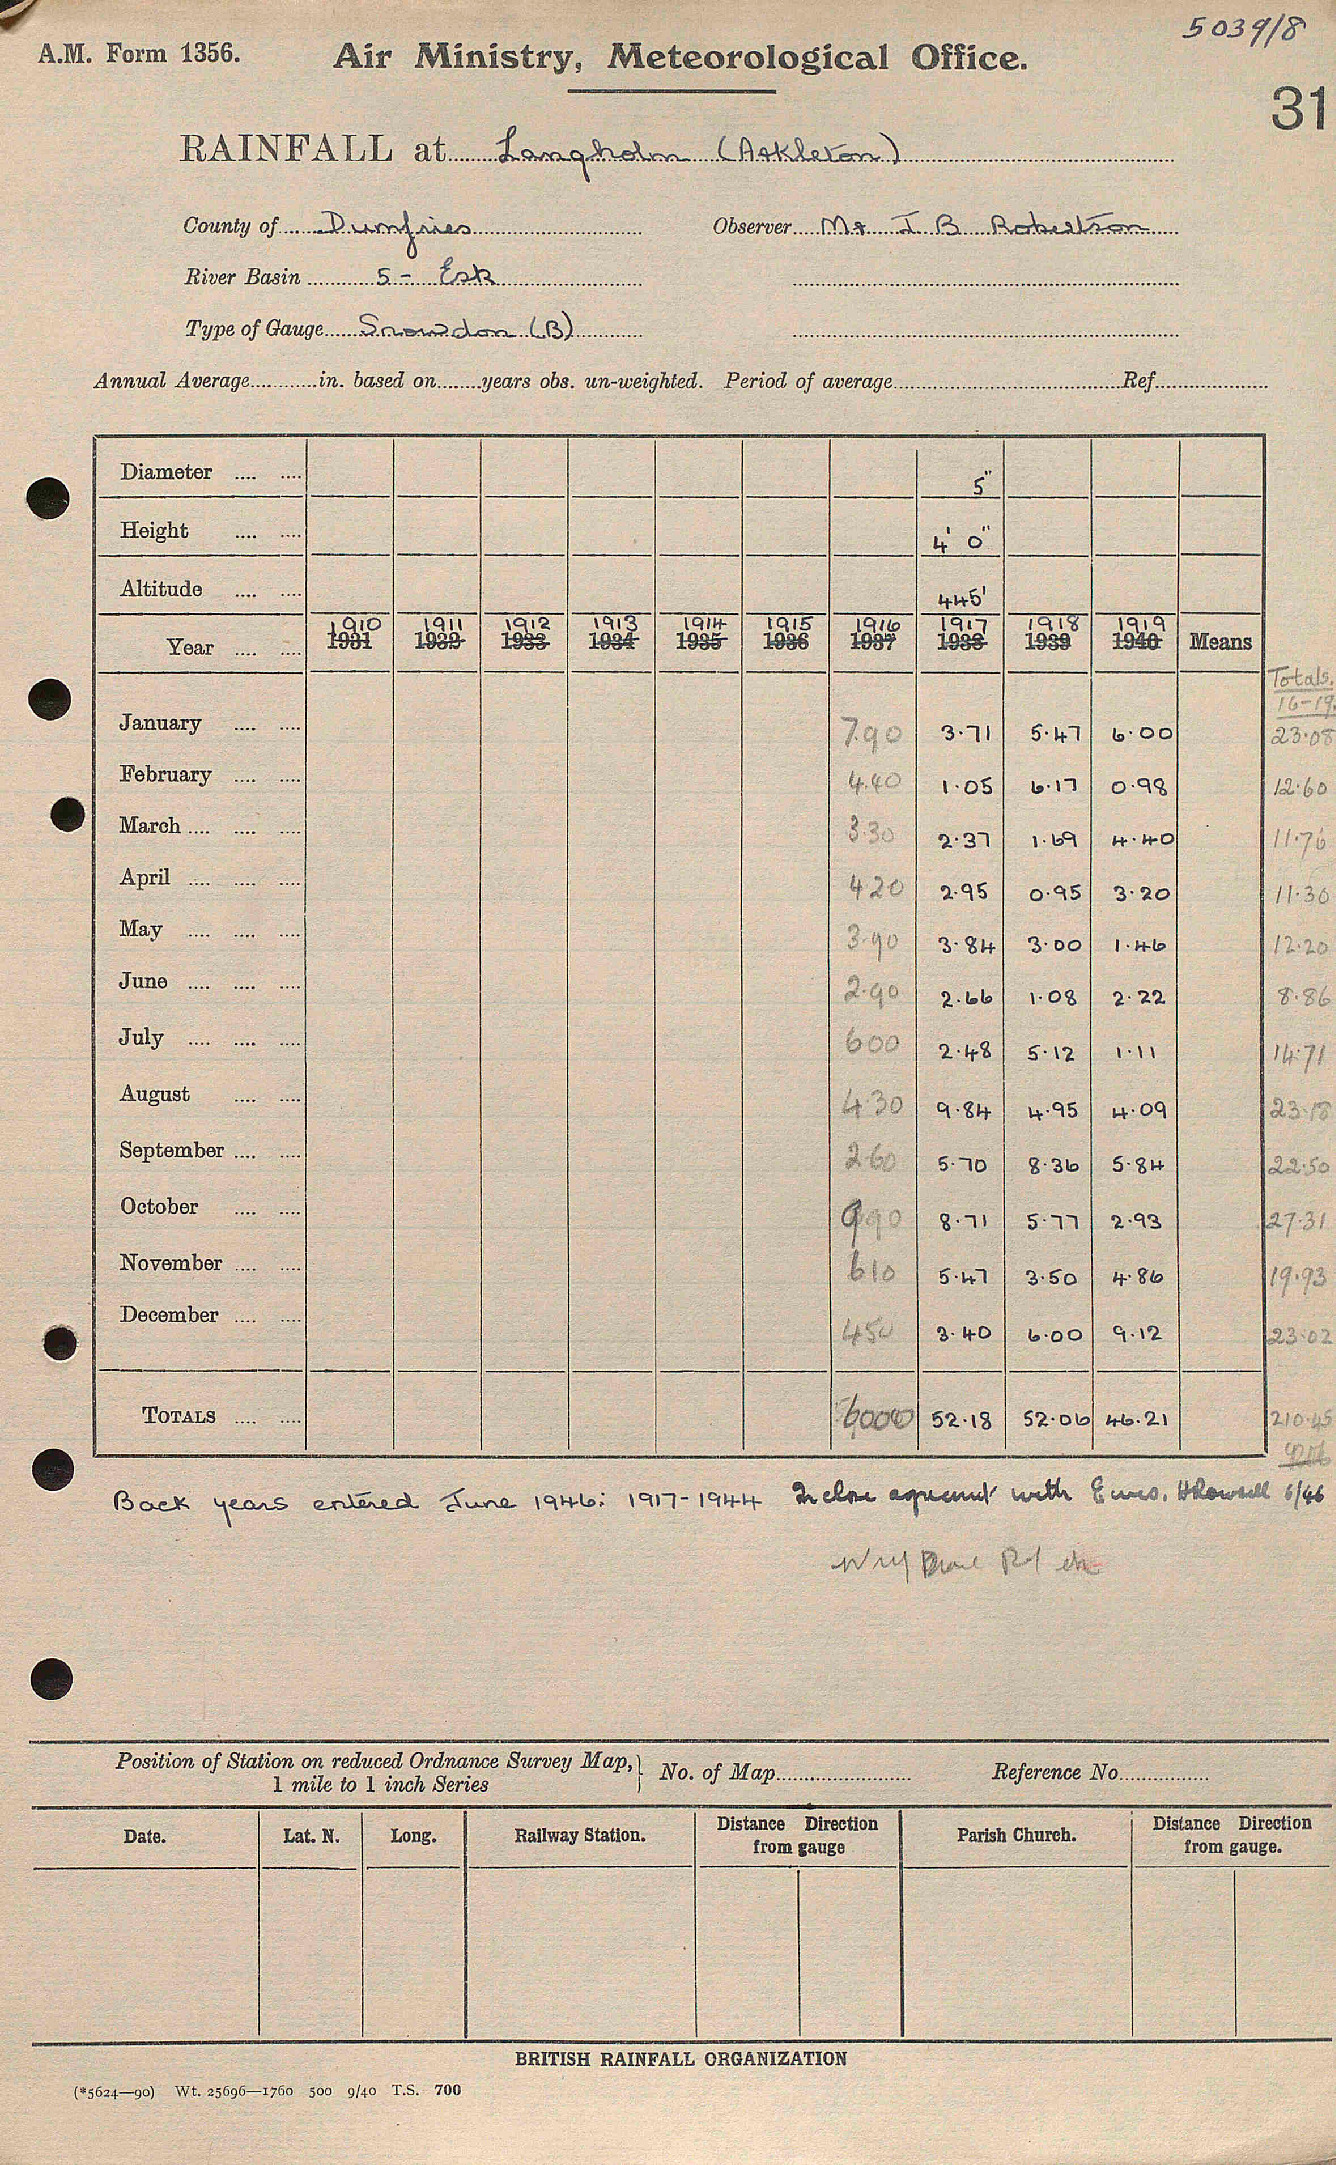 5039/8
A.M. Form 1356. Air Ministry, Meteorological Office.
31
RAINFALL at Langholm (Arkleton)
County of Dumfries Observer Mr J B Robertson
River Basin 5 - Esk
Type of Gauge Snowdon (B)
Annual Average in. based on years obs. un-weighted. Period of average Ref
Diameter 5"
Height 4' 0"
Altitude 445'
1910 1911 1912 1913 1914 1915 1916 1917 1918 1919
Year 1931 1932 1933 1934 1935 1936 1937 1938 1939 1940 Means
Totals.
16-19.
January 7.90 3.71 5.47 6.00 23.08
February 4.40 1.05 6.17 0.98 12.60
March 3.30 2.37 1.69 4.40 11.76
April 4.20 2.95 0.95 3.20 11.30
May 3.90 3.84 3.00 1.46 12.20
June 2.90 2.66 1.08 2.22 8.86
July 6 00 2.48 5.12 1.11 14.71
August 4.30 9.84 4.95 4.09 23.18
September 2.60 5.70 8.36 5.84 22.50
October 9 90 8.71 5.77 2.93 27.31
November 6 10 5.47 3.50 4.86 19.93
December 4 50 3.40 6.00 9.12 23.02
TOTALS 60 00 52.18 52.06 46.21 210.45
Back years entered June 1946: 1917-1944 In close agreement with Ewes. 6/46
Position of Station on reduced Ordnance Survey Map,
1 mile to 1 inch Series
No. of Map Reference No.
Date. Lat. N. Long. Railway Station. Distance Direction from gauge Parish Church. Distance Direction from gauge.
BRITISH RAINFALL ORGANIZATION
(*5624—90) Wt. 25696—1760 500 9/40 T.S. 700